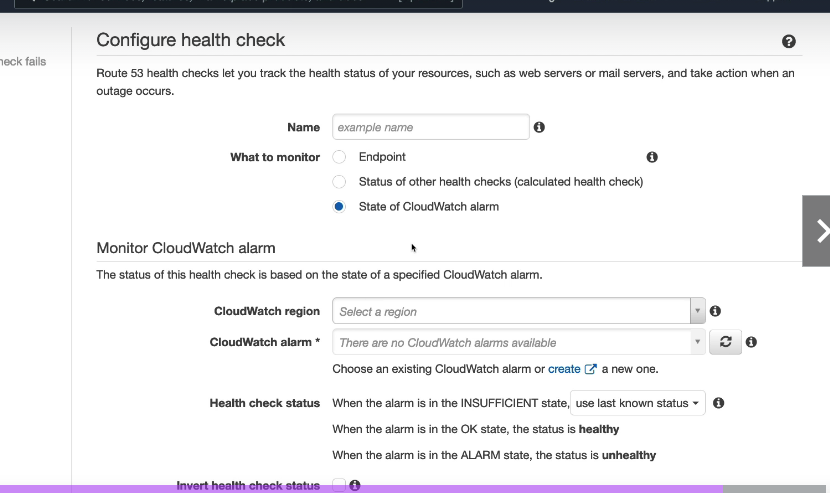 Configure health check
heck fails
Route 53 health checks let you track the health status of your resources, such as web servers or mail servers, and take action when an
outage occurs.
Name example name
What to monitor Endpoint
Status of other health checks (calculated health check)
State of CloudWatch alarm
Monitor CloudWatch alarm
The status of this health check is based on the state of a specified CloudWatch alarm.
CloudWatch region Select a region
CloudWatch alarm * There are no CloudWatch alarms available
Choose an existing CloudWatch alarm or create a new one.
Health check status When the alarm is in the INSUFFICIENT state, use last known status
When the alarm is in the OK state, the status is healthy
When the alarm is in the ALARM state, the status is unhealthy
Invert health check status